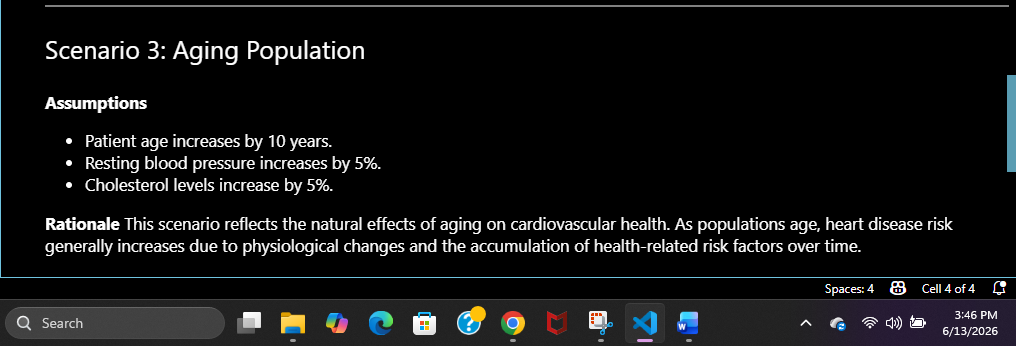 Scenario 3: Aging Population
Assumptions
• Patient age increases by 10 years.
• Resting blood pressure increases by 5%.
• Cholesterol levels increase by 5%.
Rationale This scenario reflects the natural effects of aging on cardiovascular health. As populations age, heart disease risk
generally increases due to physiological changes and the accumulation of health-related risk factors over time.
Spaces: 4 Cell 4 of 4
Search
3:46 PM
6/13/2026